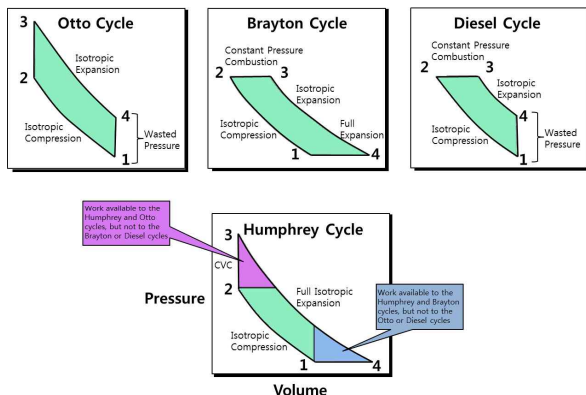 Otto Cycle
3
Isotropic
Expansion
2
4
Isotropic
Compression
Wasted
Pressure
1
Brayton Cycle
Constant Pressure
Combustion
2
3
Isotropic
Expansion
Isotropic
Compression
Full
Expansion
1
4
Diesel Cycle
Constant Pressure
Combustion
2
3
Isotropic
Expansion
4
Isotropic
Compression
Wasted
Pressure
1
Work available to the
Humphrey and Otto
cycles, but not to the
Brayton or Diesel cycles
Humphrey Cycle
3
CVC
2
Full Isotropic
Expansion
Pressure
Work available to the
Humphrey and Brayton
cycles, but not to the
Otto or Diesel cycles
Isotropic
Compression
1
4
Volume